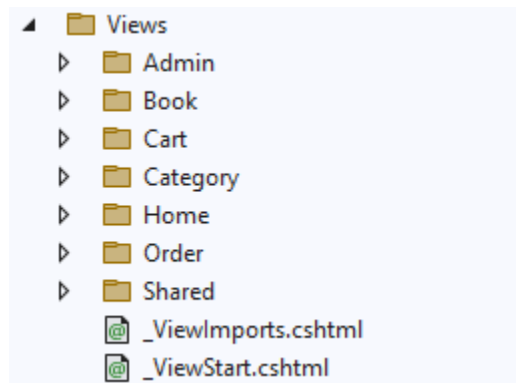 Views
Admin
Book
Cart
Category
Home
Order
Shared
_ViewImports.cshtml
_ViewStart.cshtml